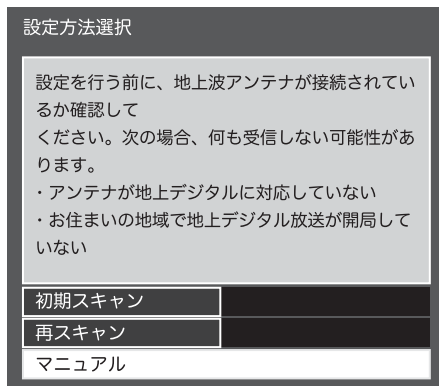 設定方法選択
設定を行う前に、地上波アンテナが接続されてい
るか確認して
ください。次の場合、何も受信しない可能性があ
ります。
・アンテナが地上デジタルに対応していない
・お住まいの地域で地上デジタル放送が開局して
いない
初期スキャン
再スキャン
マニュアル